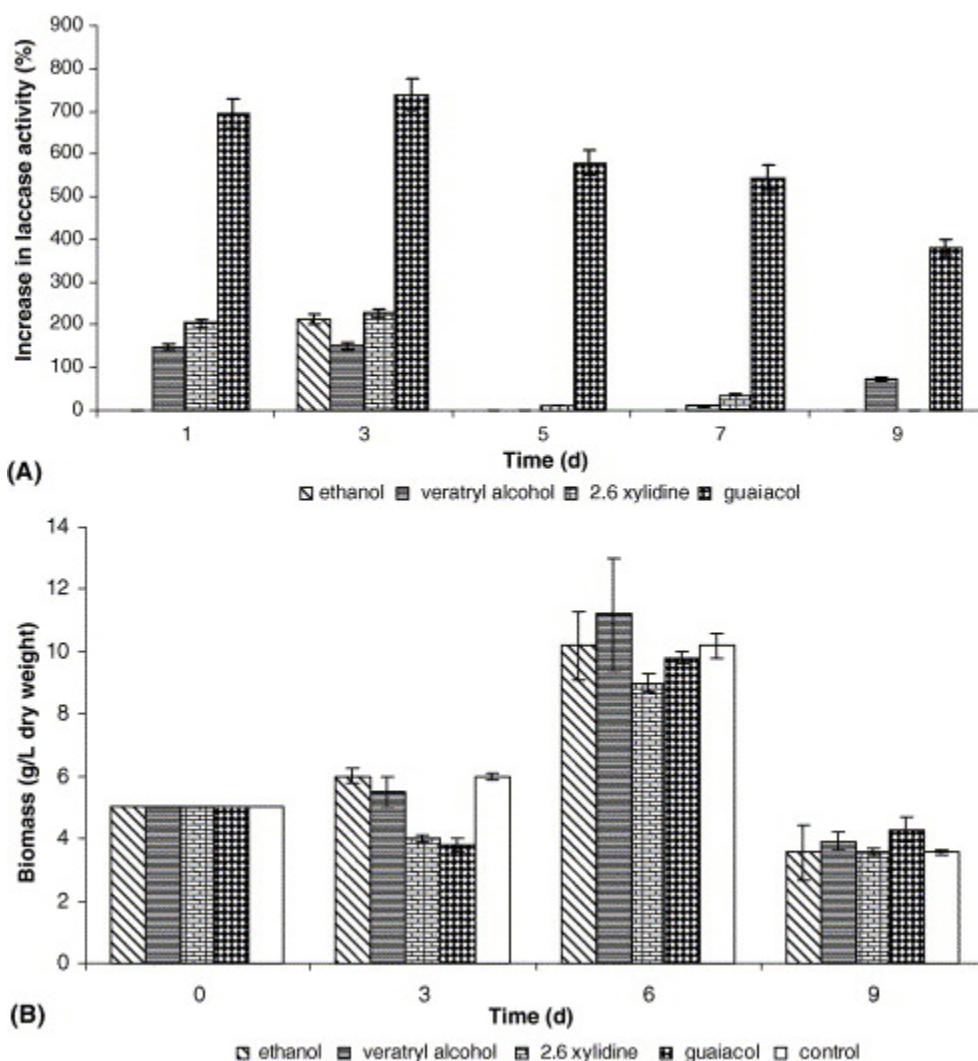 900
800
700
600
500
400
300
200
100
0
Increase in laccase activity (%)
1 3 5 7 9
Time (d)
(A)
ethanol veratryl alcohol 2.6 xylidine guaiacol
14
12
10
8
6
4
2
0
Biomass (g/L dry weight)
0 3 6 9
Time (d)
(B)
ethanol veratryl alcohol 2.6 xylidine guaiacol control